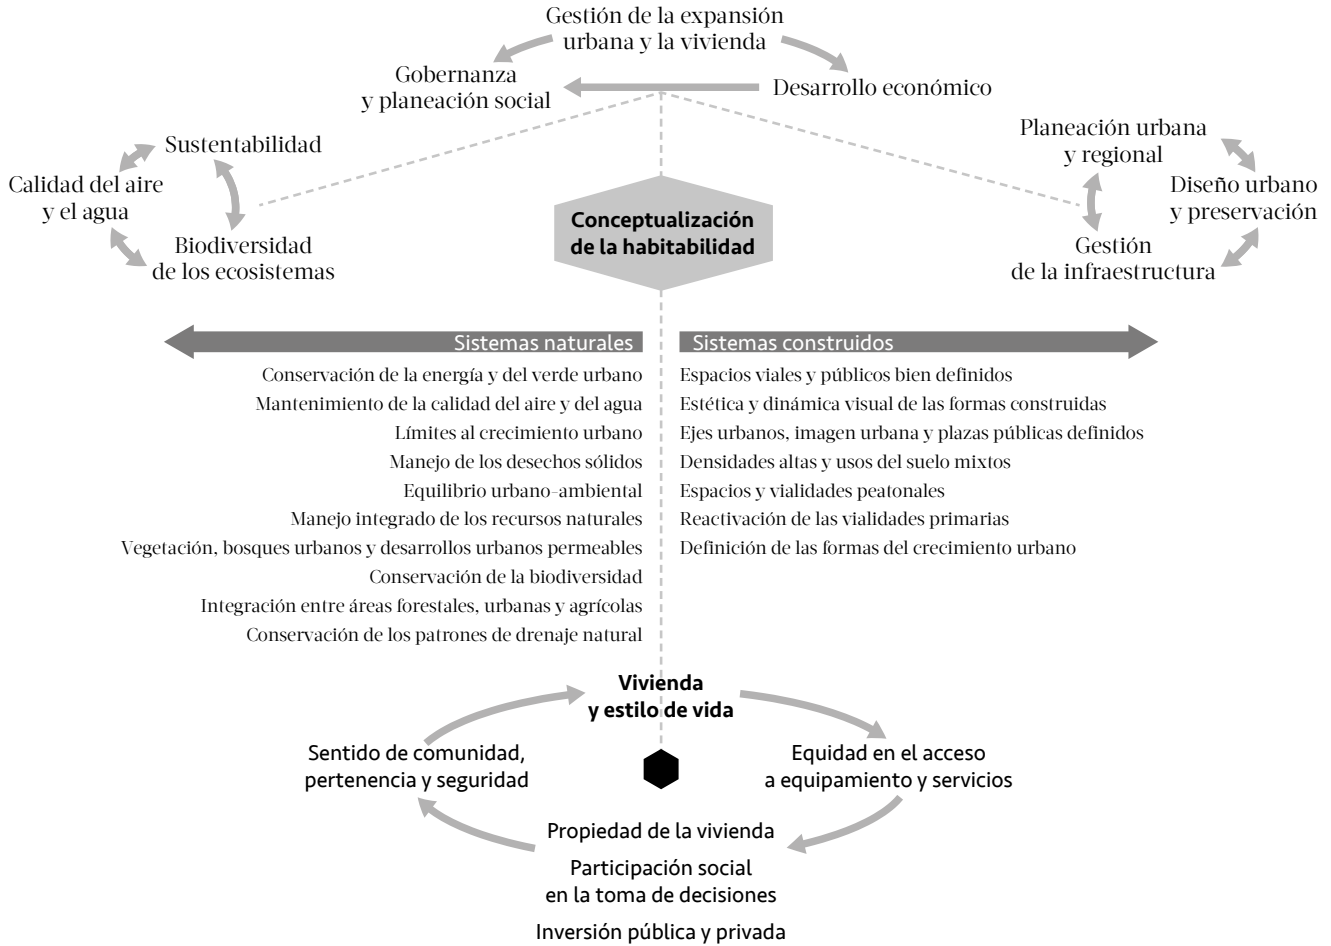 Gestión de la expansión
urbana y la vivienda
Gobernanza
y planeación social
Desarrollo económico
Sustentabilidad
Calidad del aire
y el agua
Biodiversidad
de los ecosistemas
Planeación urbana
y regional
Diseño urbano
y preservación
Gestión
de la infraestructura
Conceptualización
de la habitabilidad
Sistemas naturales
Conservación de la energía y del verde urbano
Mantenimiento de la calidad del aire y del agua
Límites al crecimiento urbano
Manejo de los desechos sólidos
Equilibrio urbano-ambiental
Manejo integrado de los recursos naturales
Vegetación, bosques urbanos y desarrollos urbanos permeables
Conservación de la biodiversidad
Integración entre áreas forestales, urbanas y agrícolas
Conservación de los patrones de drenaje natural
Sistemas construidos
Espacios viales y públicos bien definidos
Estética y dinámica visual de las formas construidas
Ejes urbanos, imagen urbana y plazas públicas definidos
Densidades altas y usos del suelo mixtos
Espacios y vialidades peatonales
Reactivación de las vialidades primarias
Definición de las formas del crecimiento urbano
Vivienda
y estilo de vida
Sentido de comunidad,
pertenencia y seguridad
Equidad en el acceso
a equipamiento y servicios
Propiedad de la vivienda
Participación social
en la toma de decisiones
Inversión pública y privada